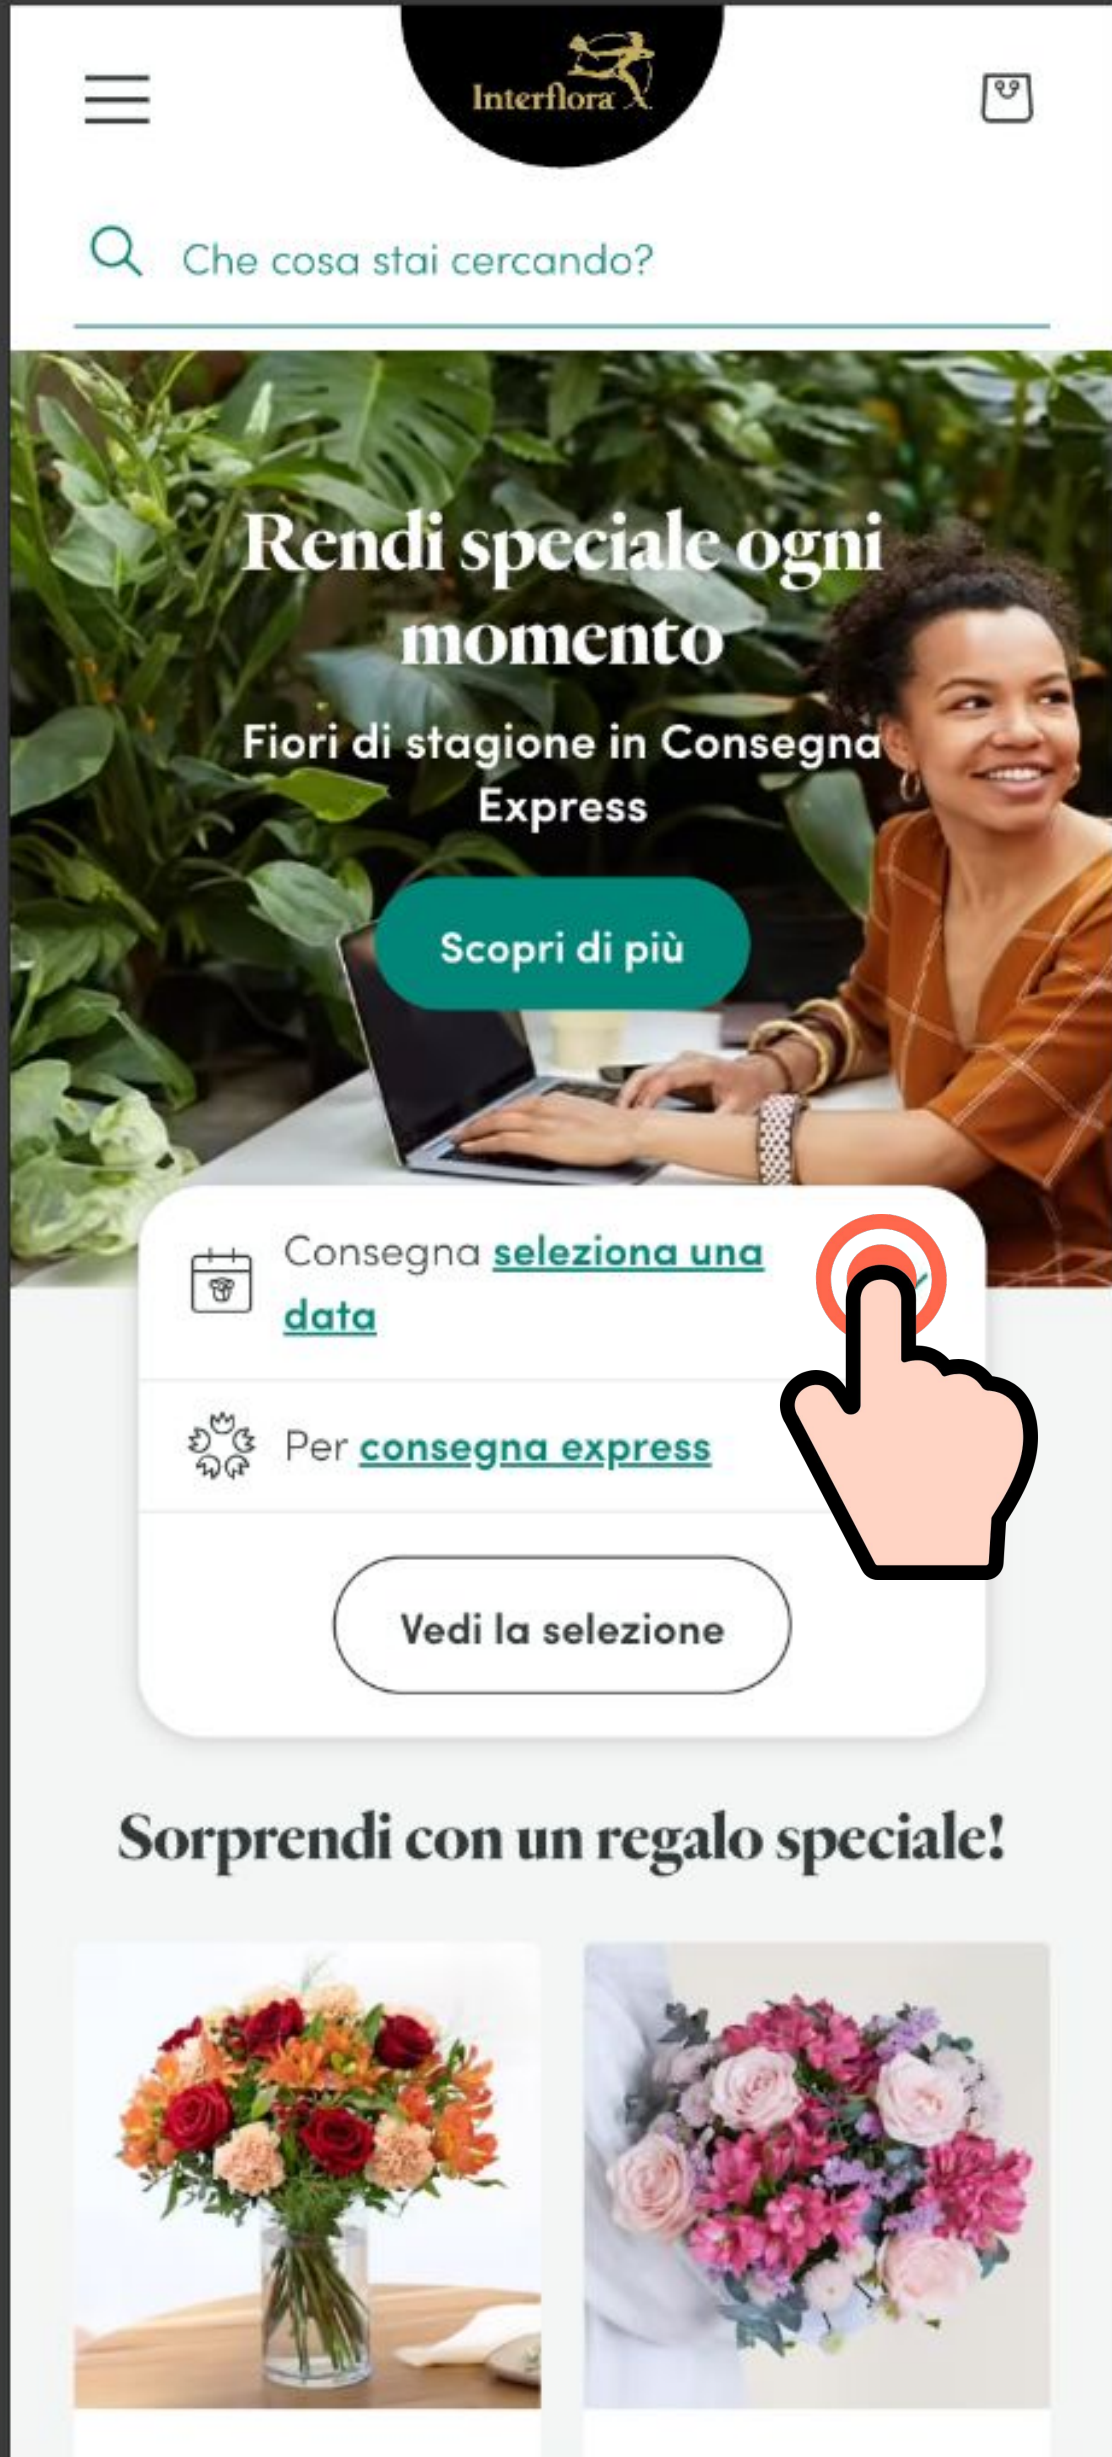 Interflora
Che cosa stai cercando?
Rendi speciale ogni
momento
Fiori di stagione in Consegna
Express
Scopri di più
Consegna seleziona una
data
Per consegna express
Vedi la selezione
Sorprendi con un regalo speciale!